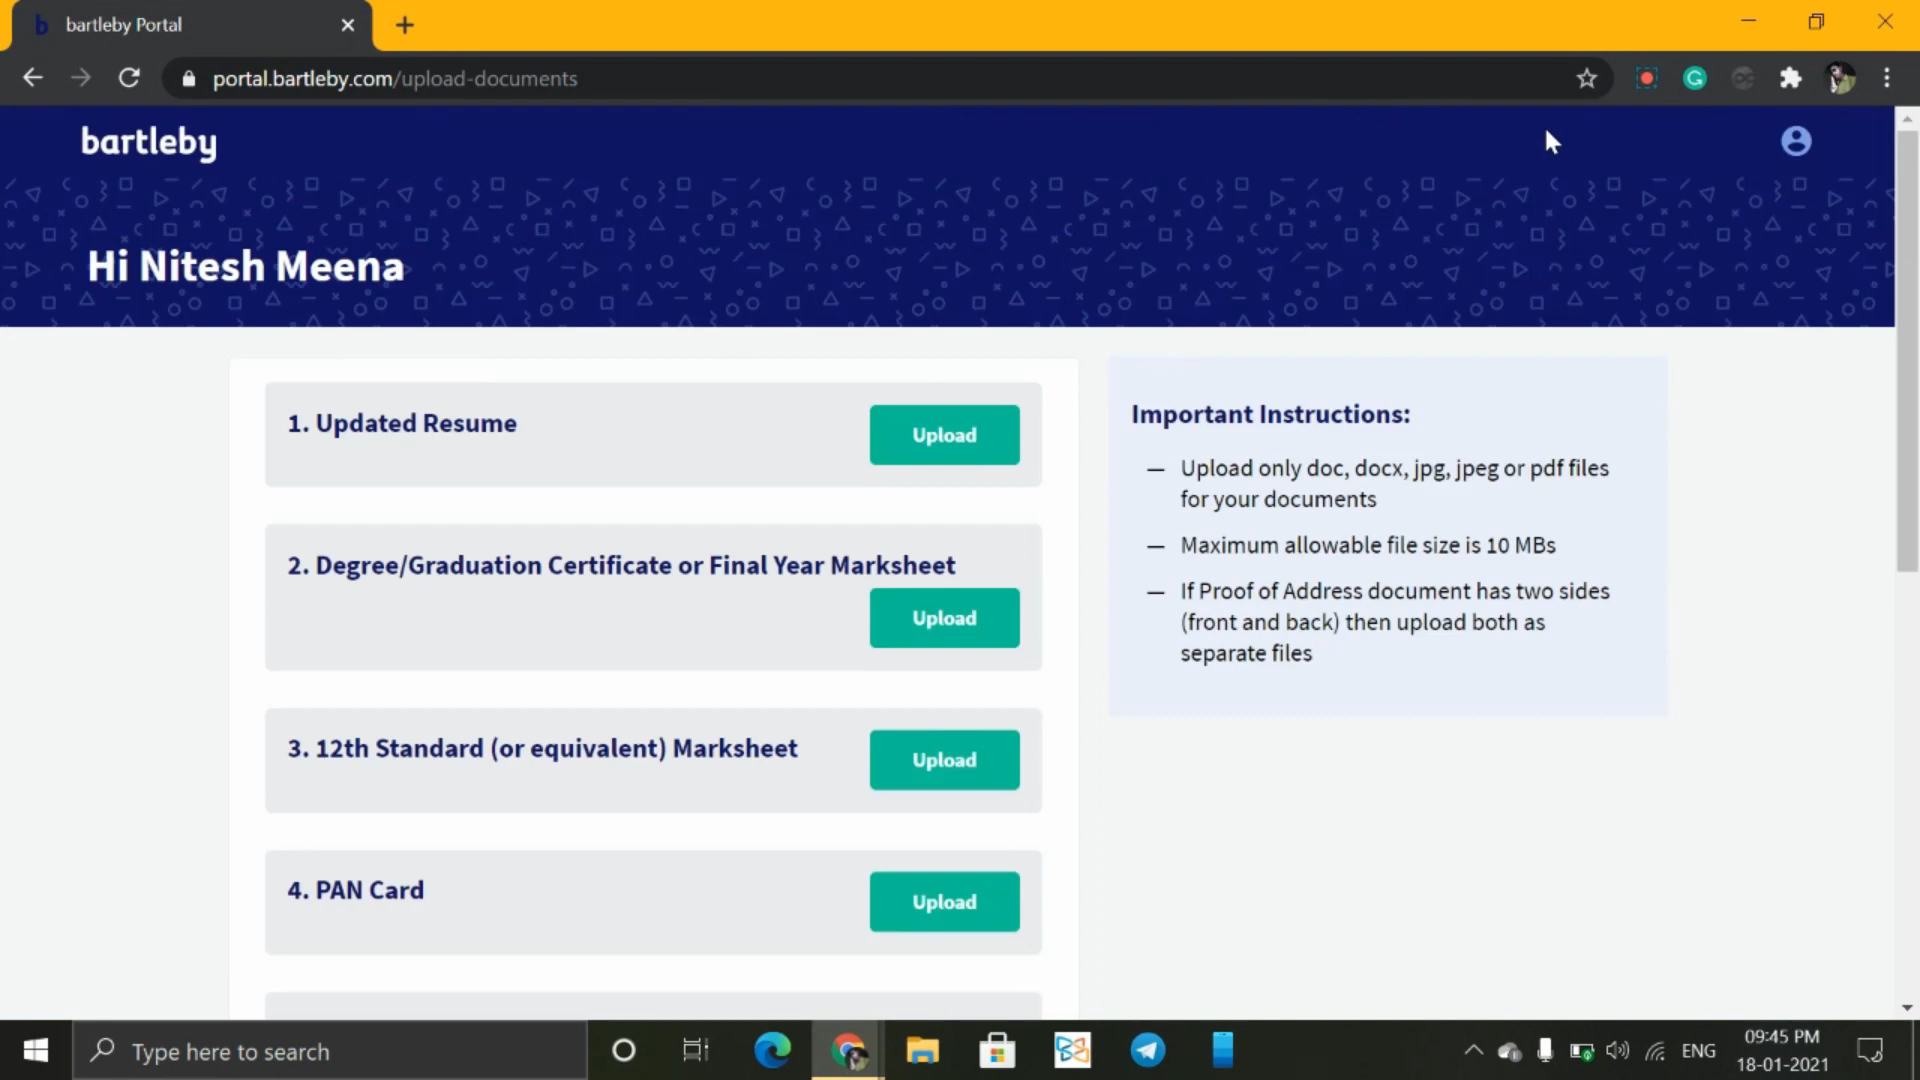 bartleby Portal
portal.bartleby.com/upload-documents
bartleby
Hi Nitesh Meena
1. Updated Resume
Upload
2. Degree/Graduation Certificate or Final Year Marksheet
Upload
3. 12th Standard (or equivalent) Marksheet
Upload
4. PAN Card
Upload
Important Instructions:
— Upload only doc, docx, jpg, jpeg or pdf files
for your documents
— Maximum allowable file size is 10 MBs
— If Proof of Address document has two sides
(front and back) then upload both as
separate files
Type here to search
ENG
09:45 PM
18-01-2021